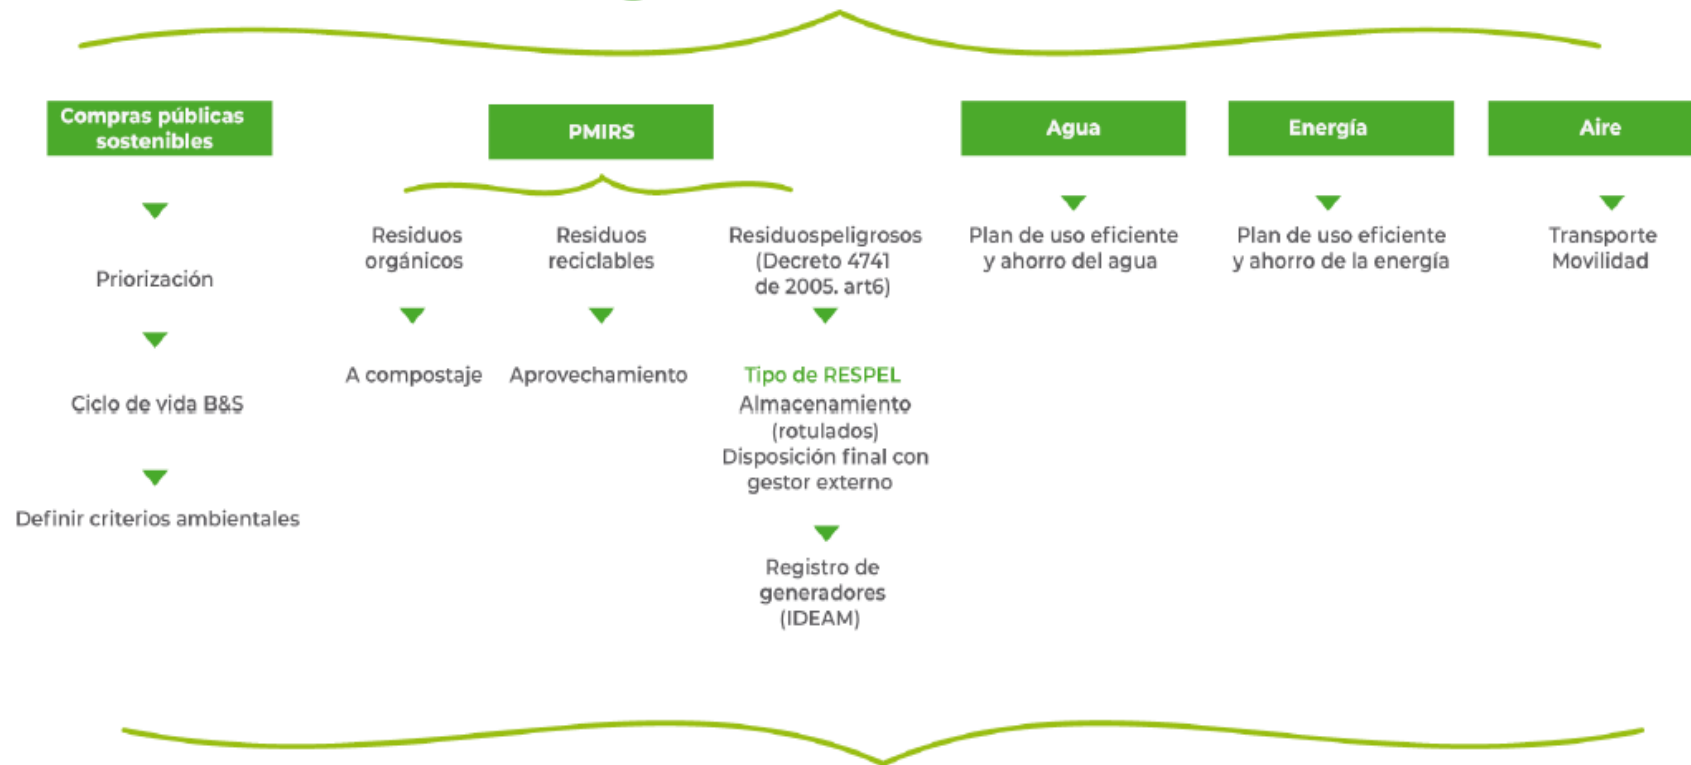 Compras públicas
sostenibles
Priorización
Ciclo de vida B&S
Definir criterios ambientales
PMIRS
Residuos
orgánicos
A compostaje
Residuos
reciclables
Aprovechamiento
Residuospeligrosos
(Decreto 4741
de 2005. art6)
Tipo de RESPEL
Almacenamiento
(rotulados)
Disposición final con
gestor externo
Registro de
generadores
(IDEAM)
Agua
Plan de uso eficiente
y ahorro del agua
Energía
Plan de uso eficiente
y ahorro de la energía
Aire
Transporte
Movilidad